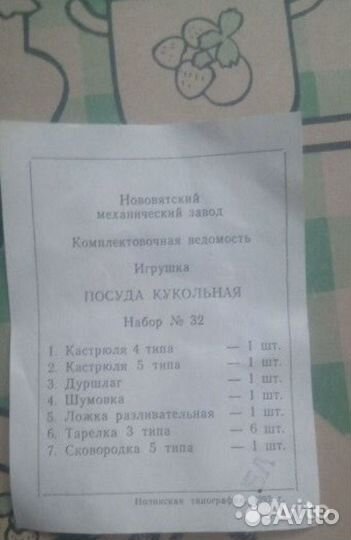 Нововятский
механический завод
Комплектовочная ведомость
Игрушка
ПОСУДА КУКОЛЬНАЯ
Набор № 32
1. Кастрюля 4 типа — 1 шт.
2. Кастрюля 5 типа — 1 шт.
3. Дуршлаг — 1 шт.
4. Шумовка — 1 шт.
5. Ложка разливательная — 1 шт.
6. Тарелка 3 типа — 6 шт.
7. Сковородка 5 типа — 1 шт.
Avito
Avito